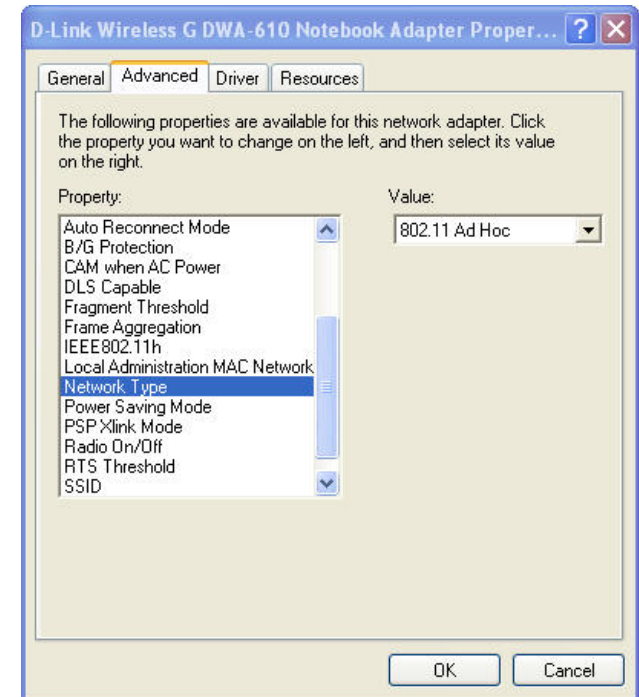 D-Link Wireless G DWA-610 Notebook Adapter Proper...
General Advanced Driver Resources
The following properties are available for this network adapter. Click
the property you want to change on the left, and then select its value
on the right.
Property:
Value:
Auto Reconnect Mode
802.11 Ad Hoc
B/G Protection
CAM when AC Power
DLS Capable
Fragment Threshold
Frame Aggregation
IEEE802.11h
Local Administration MAC Network
Network Type
Power Saving Mode
PSP Xlink Mode
Radio On/Off
RTS Threshold
SSID
OK
Cancel